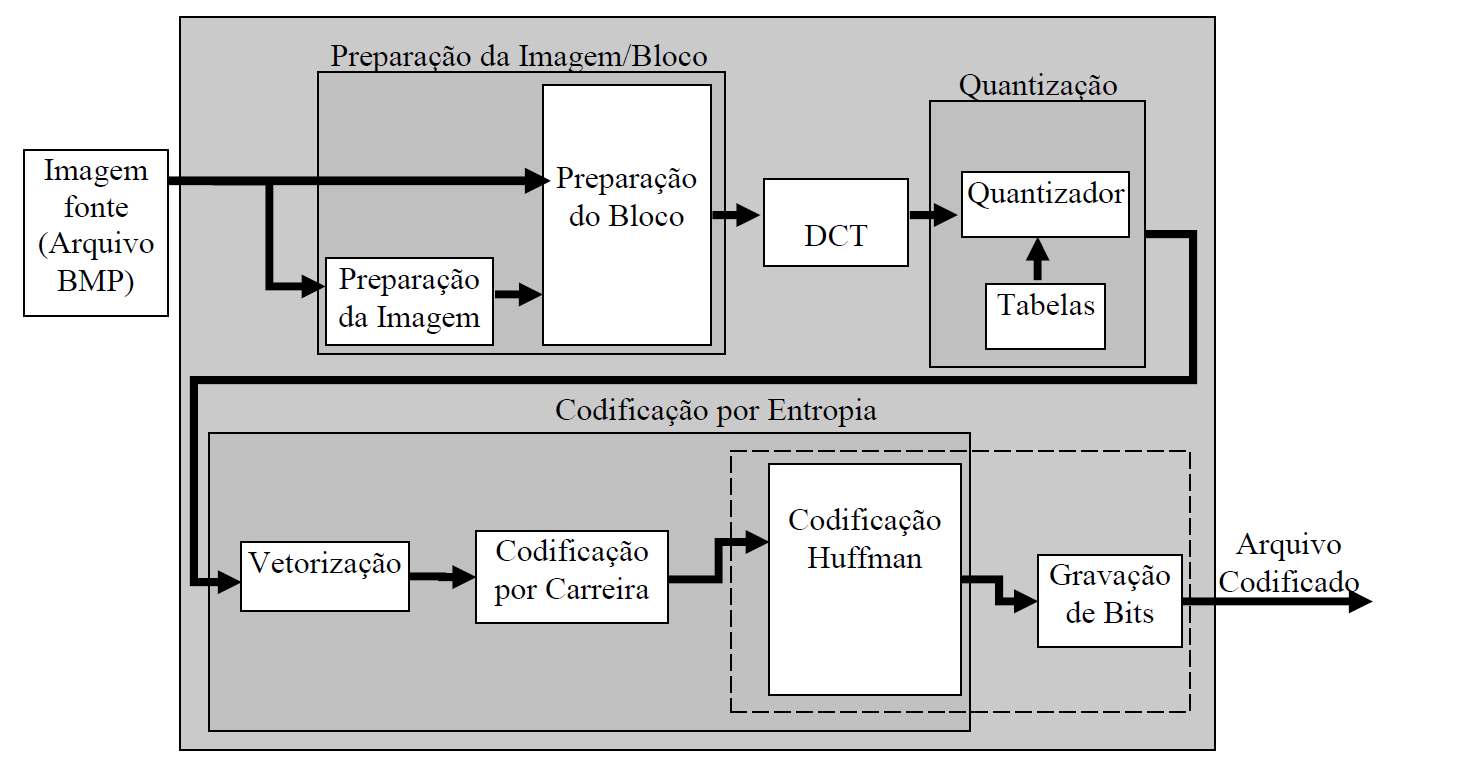 Preparação da Imagem/Bloco
Quantização
Imagem
fonte
(Arquivo
BMP)
Preparação
do Bloco
Preparação
da Imagem
DCT
Quantizador
Tabelas
Codificação por Entropia
Vetorização
Codificação
por Carreira
Codificação
Huffman
Gravação
de Bits
Arquivo
Codificado